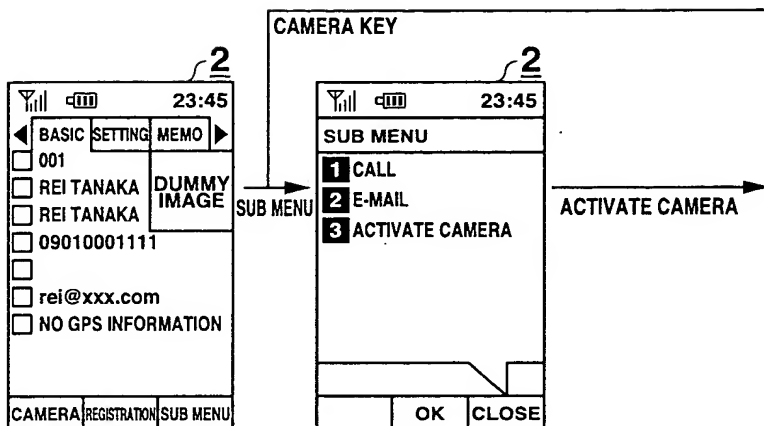 CAMERA KEY
2
23:45
BASIC SETTING MEMO
001
REI TANAKA
REI TANAKA
DUMMY
IMAGE
09010001111
rei@xxx.com
NO GPS INFORMATION
CAMERA REGISTRATION SUB MENU
SUB MENU
2
23:45
SUB MENU
1 CALL
2 E-MAIL
3 ACTIVATE CAMERA
OK CLOSE
ACTIVATE CAMERA